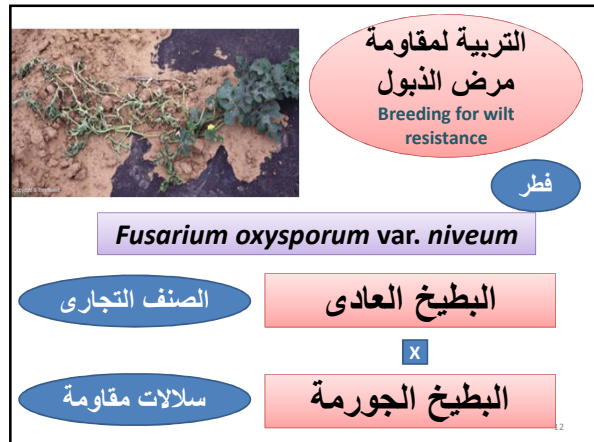 التربية لمقاومة
مرض الذبول
Breeding for wilt
resistance
فطر
Fusarium oxysporum var. niveum
البطيخ العادى
الصنف التجارى
X
البطيخ الجورمة
سلالات مقاومة
12